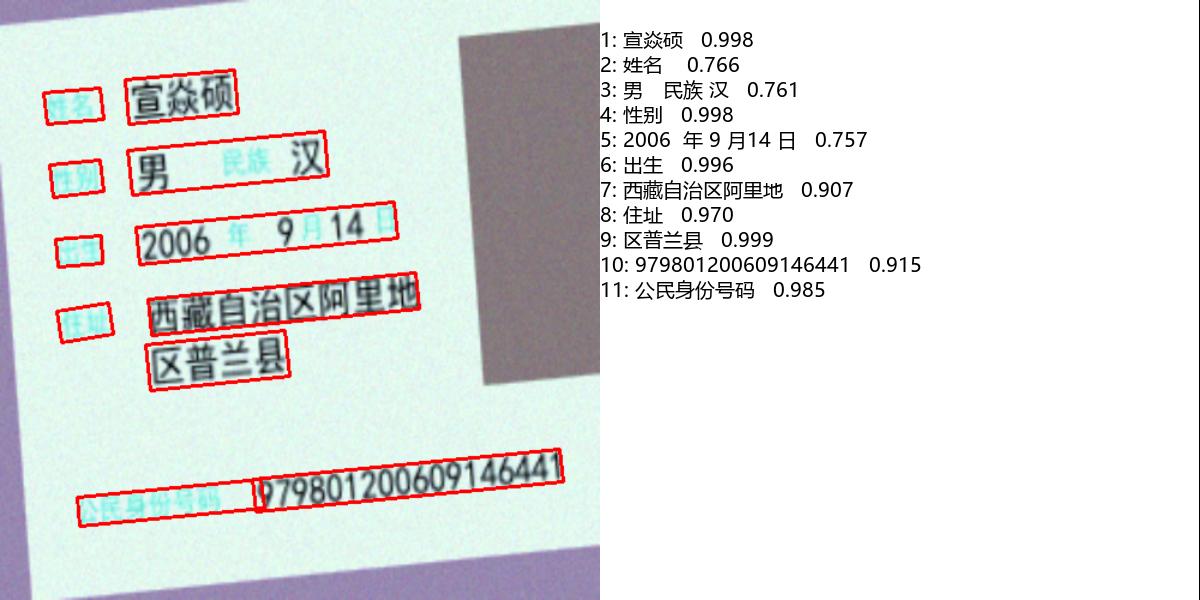 姓名 宣焱硕
性别 男 民族 汉
出生 2006 年 9 月 14 日
住址 西藏自治区阿里地
区普兰县
公民身份号码 979801200609146441
1: 宣焱硕 0.998
2: 姓名 0.766
3: 男 民族 汉 0.761
4: 性别 0.998
5: 2006 年 9 月14 日 0.757
6: 出生 0.996
7: 西藏自治区阿里地 0.907
8: 住址 0.970
9: 区普兰县 0.999
10: 979801200609146441 0.915
11: 公民身份号码 0.985